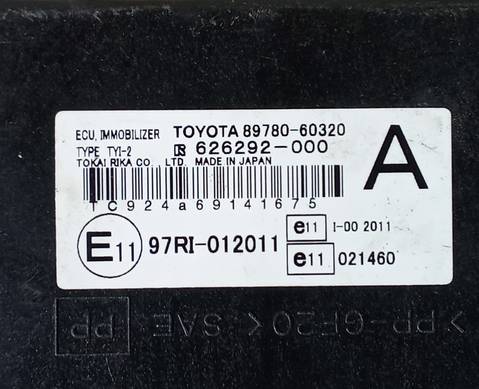 ECU, IMMOBILIZER TOYOTA 89780-60320
TYPE TYI-2 626292-000
TOKAI RIKA CO., LTD. MADE IN JAPAN
A
TC924a69141675
E11 97RI-012011
e11 I-00 2011
e11 021460
>PP-GF20< SAE PP